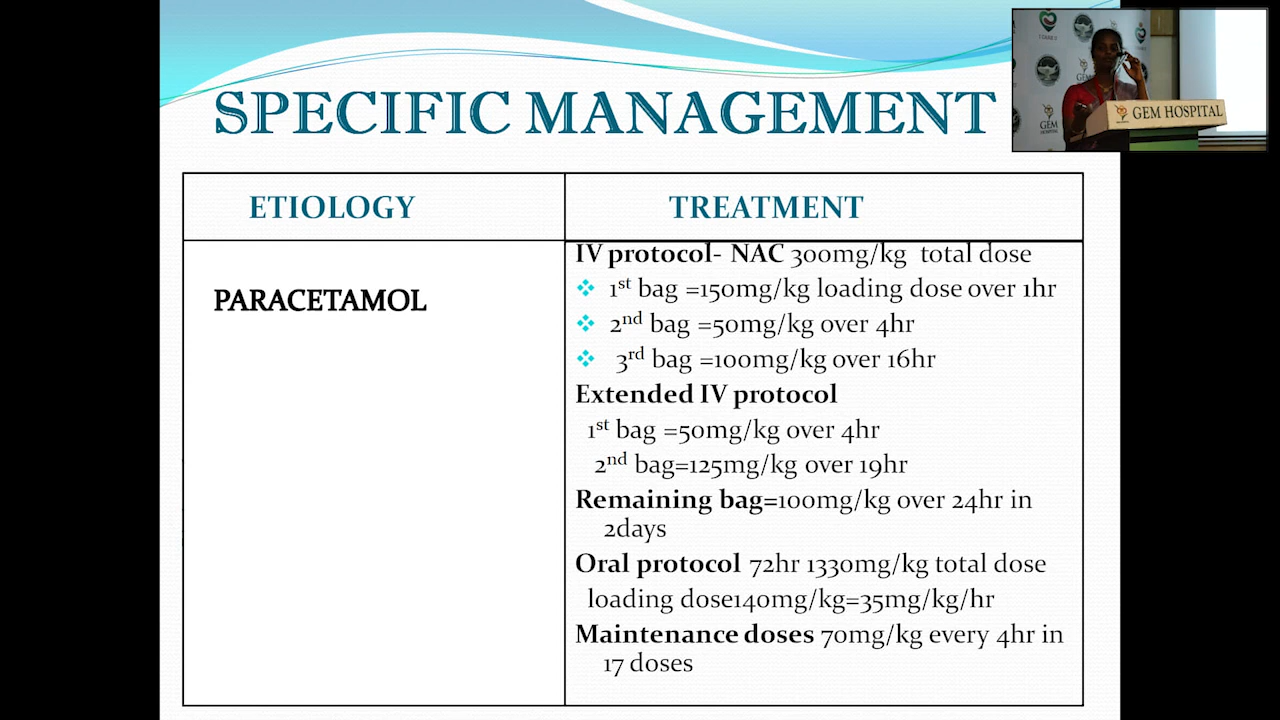 SPECIFIC MANAGEMENT
ETIOLOGY
TREATMENT
PARACETAMOL
IV protocol- NAC 300mg/kg total dose
❖ 1st bag =150mg/kg loading dose over 1hr
❖ 2nd bag =50mg/kg over 4hr
❖ 3rd bag =100mg/kg over 16hr
Extended IV protocol
1st bag =50mg/kg over 4hr
2nd bag=125mg/kg over 19hr
Remaining bag=100mg/kg over 24hr in
2days
Oral protocol 72hr 1330mg/kg total dose
loading dose140mg/kg=35mg/kg/hr
Maintenance doses 70mg/kg every 4hr in
17 doses
GEM HOSPITAL
GEM
HOSPITAL
GEM